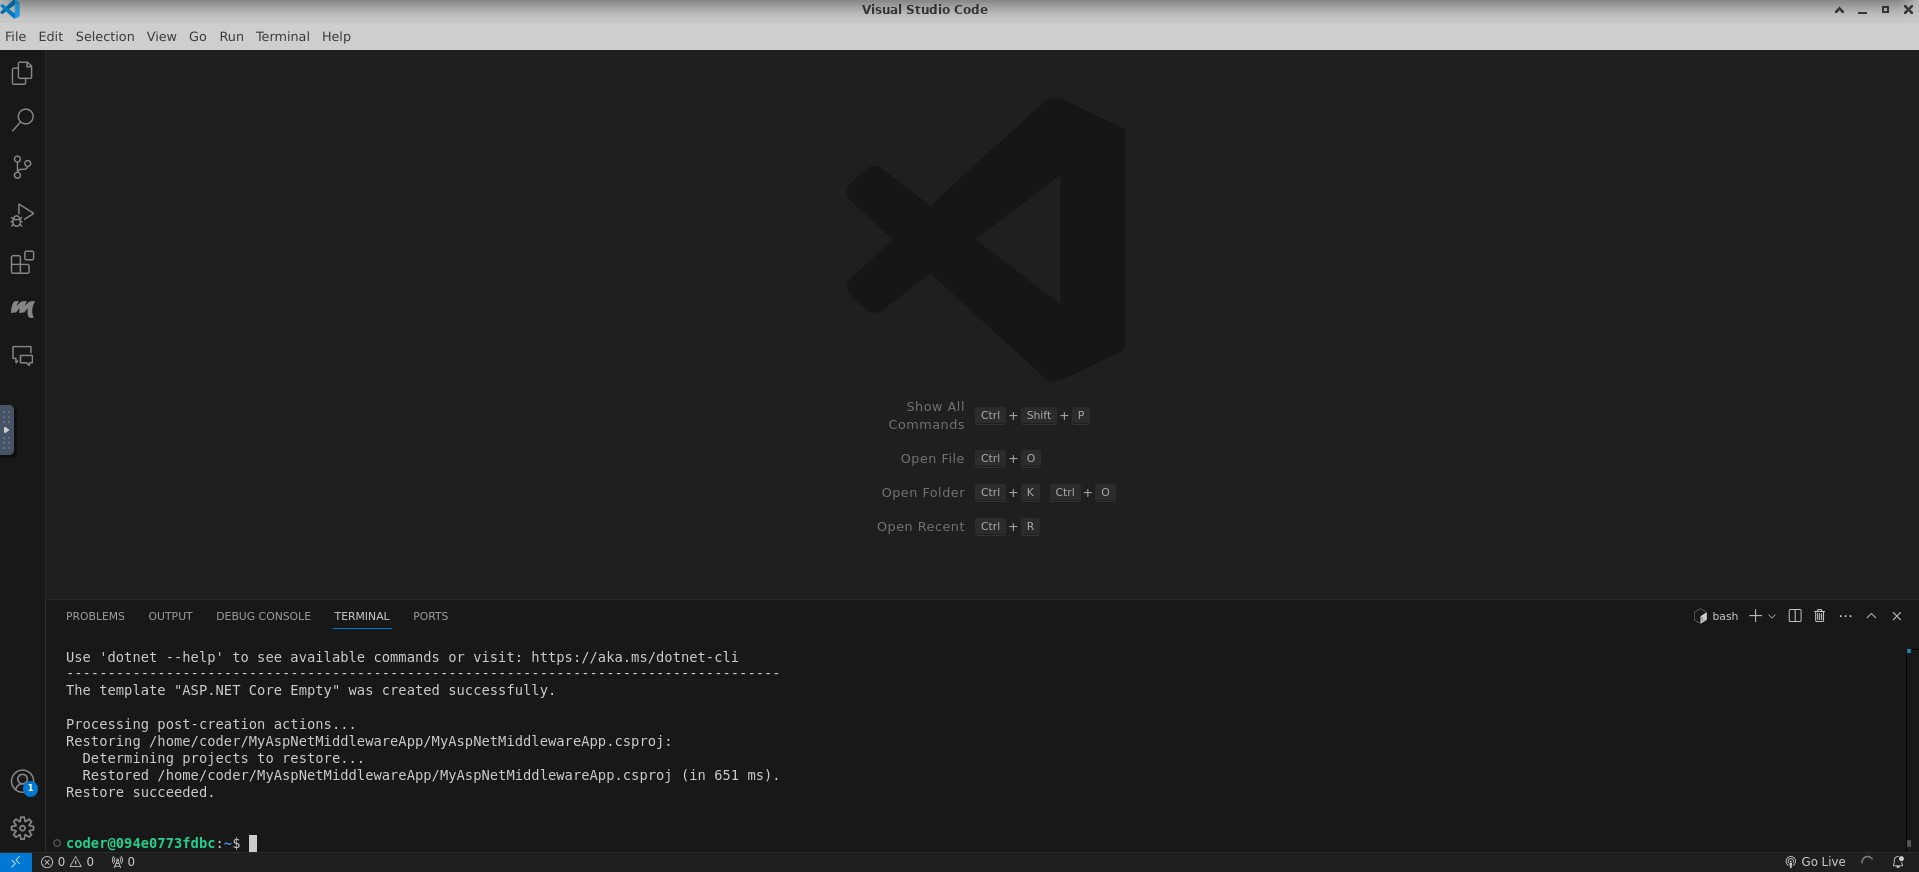 Visual Studio Code
File Edit Selection View Go Run Terminal Help
Show All Commands Ctrl + Shift + P
Open File Ctrl + O
Open Folder Ctrl + K Ctrl + O
Open Recent Ctrl + R
PROBLEMS OUTPUT DEBUG CONSOLE TERMINAL PORTS bash
Use 'dotnet --help' to see available commands or visit: https://aka.ms/dotnet-cli
--------------------------------------------------------------------------------------
The template "ASP.NET Core Empty" was created successfully.
Processing post-creation actions...
Restoring /home/coder/MyAspNetMiddlewareApp/MyAspNetMiddlewareApp.csproj:
Determining projects to restore...
Restored /home/coder/MyAspNetMiddlewareApp/MyAspNetMiddlewareApp.csproj (in 651 ms).
Restore succeeded.
1
coder@094e0773fdbc:~$
0 0 0 Go Live